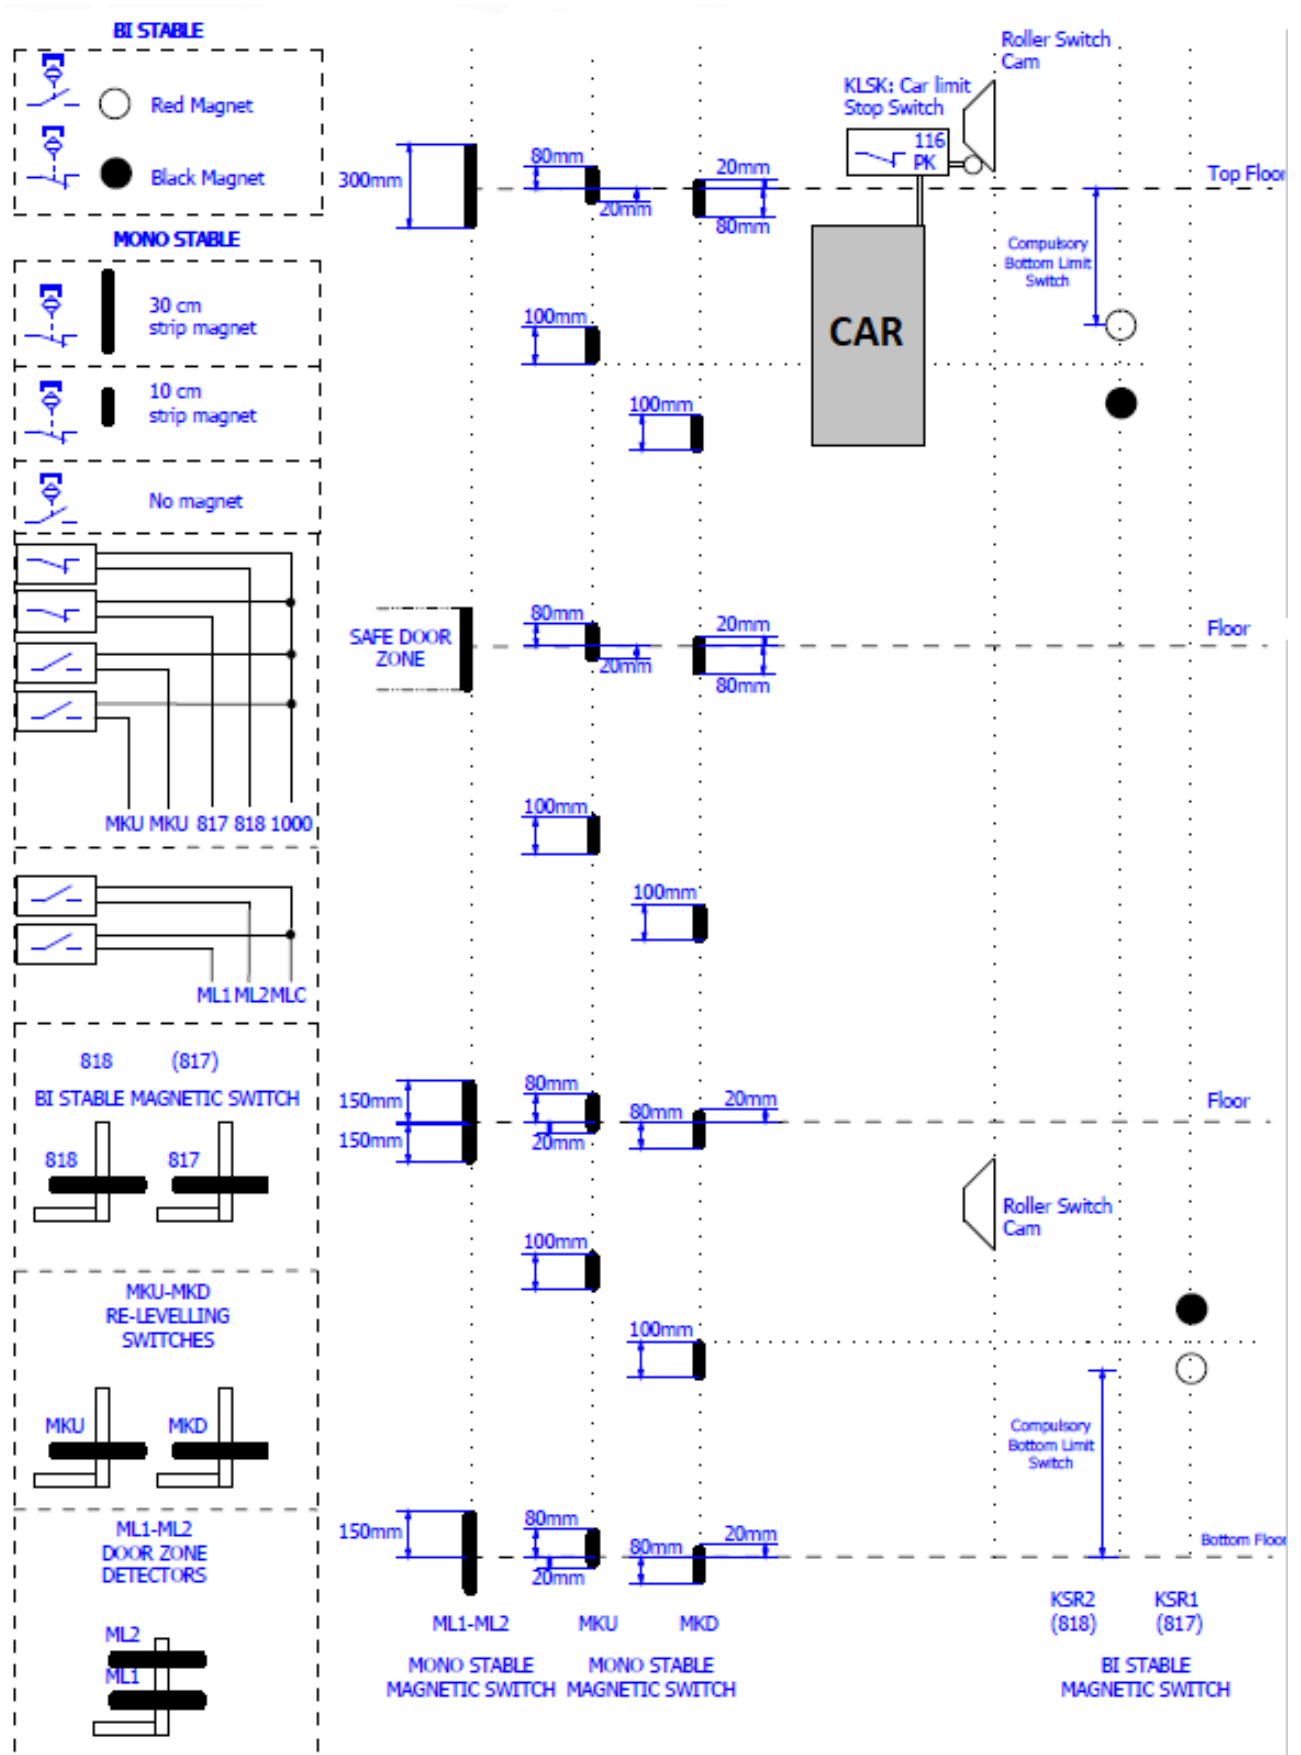 BI STABLE
Red Magnet
Black Magnet
MONO STABLE
30 cm
strip magnet
10 cm
strip magnet
No magnet
MKU MKU 817 818 1000
ML1 ML2 MLC
818 (817)
BI STABLE MAGNETIC SWITCH
818 817
MKU-MKD
RE-LEVELLING
SWITCHES
MKU MKD
ML1-ML2
DOOR ZONE
DETECTORS
ML2
ML1
Roller Switch
Cam
KLSK: Car limit
Stop Switch
116
PK
300mm
80mm
20mm
20mm
80mm
Top Floor
Compulsory
Bottom Limit
Switch
CAR
100mm
100mm
SAFE DOOR
ZONE
80mm
20mm
20mm
80mm
Floor
100mm
100mm
150mm
150mm
80mm
20mm
80mm
20mm
Floor
Roller Switch
Cam
100mm
100mm
Compulsory
Bottom Limit
Switch
150mm
80mm
20mm
80mm
20mm
Bottom Floor
ML1-ML2
MKU
MKD
KSR2
(818)
KSR1
(817)
MONO STABLE
MAGNETIC SWITCH
MONO STABLE
MAGNETIC SWITCH
BI STABLE
MAGNETIC SWITCH